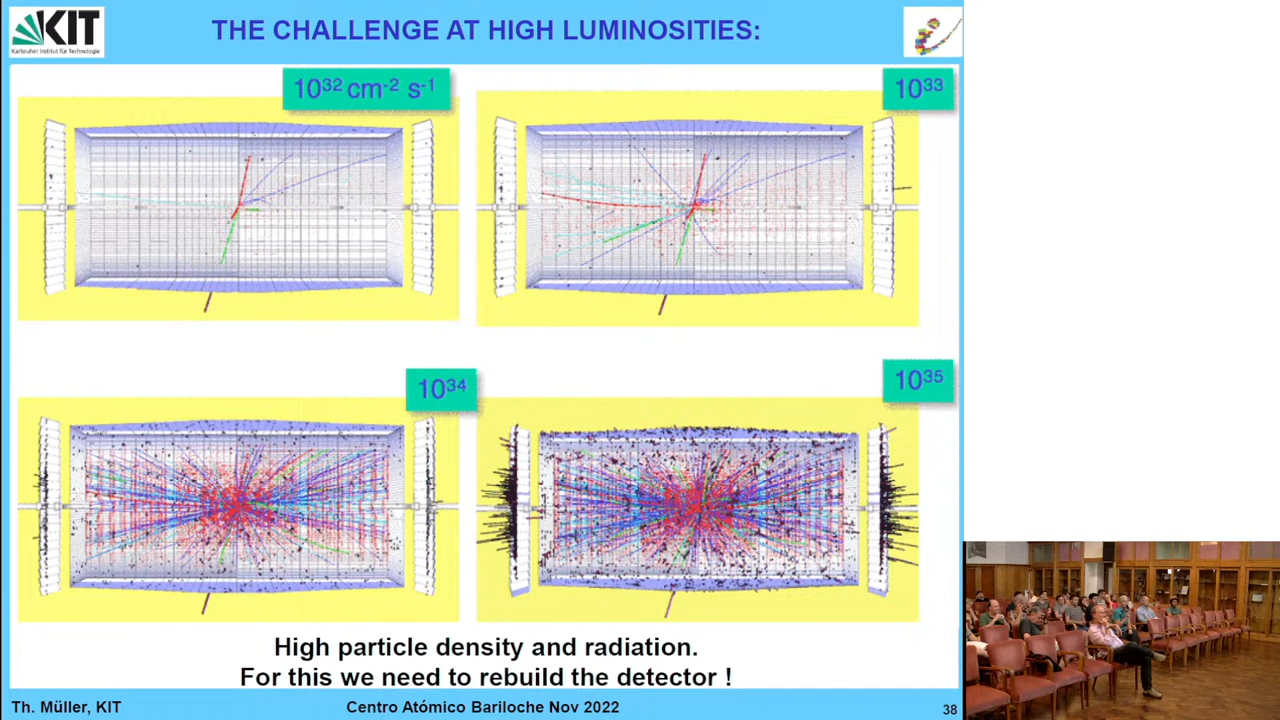 KIT
Karlsruher Institut für Technologie
THE CHALLENGE AT HIGH LUMINOSITIES:
10³² cm⁻² s⁻¹
10³³
10³⁴
10³⁵
High particle density and radiation.
For this we need to rebuild the detector !
Th. Müller, KIT
Centro Atómico Bariloche Nov 2022
38